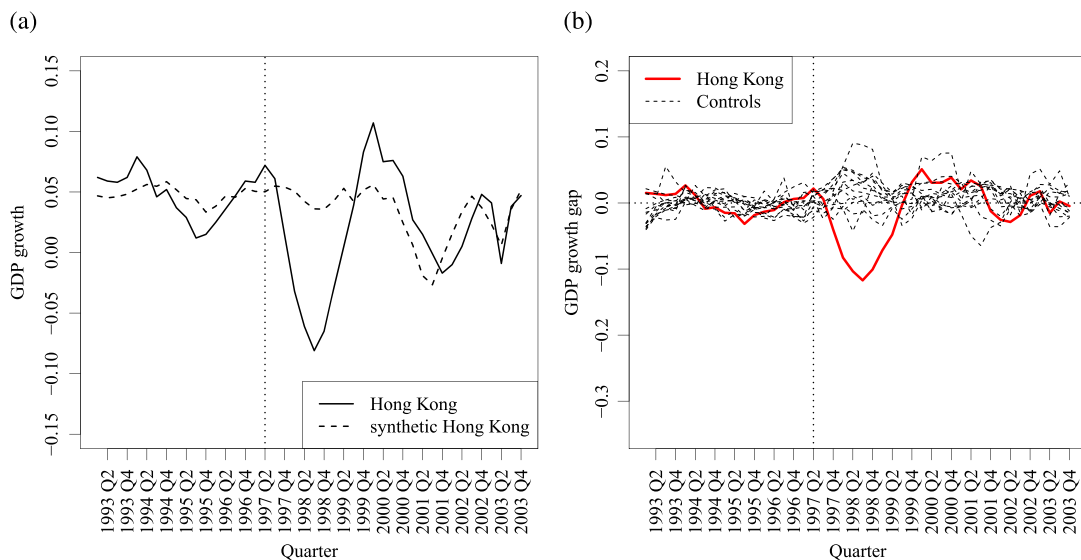 (a)
0.15
0.10
0.05
0.00
−0.05
−0.10
−0.15
GDP growth
Hong Kong
synthetic Hong Kong
1993 Q2
1993 Q4
1994 Q2
1994 Q4
1995 Q2
1995 Q4
1996 Q2
1996 Q4
1997 Q2
1997 Q4
1998 Q2
1998 Q4
1999 Q2
1999 Q4
2000 Q2
2000 Q4
2001 Q2
2001 Q4
2002 Q2
2002 Q4
2003 Q2
2003 Q4
Quarter
(b)
0.2
0.1
0.0
−0.1
−0.2
−0.3
GDP growth gap
Hong Kong
Controls
1993 Q2
1993 Q4
1994 Q2
1994 Q4
1995 Q2
1995 Q4
1996 Q2
1996 Q4
1997 Q2
1997 Q4
1998 Q2
1998 Q4
1999 Q2
1999 Q4
2000 Q2
2000 Q4
2001 Q2
2001 Q4
2002 Q2
2002 Q4
2003 Q2
2003 Q4
Quarter